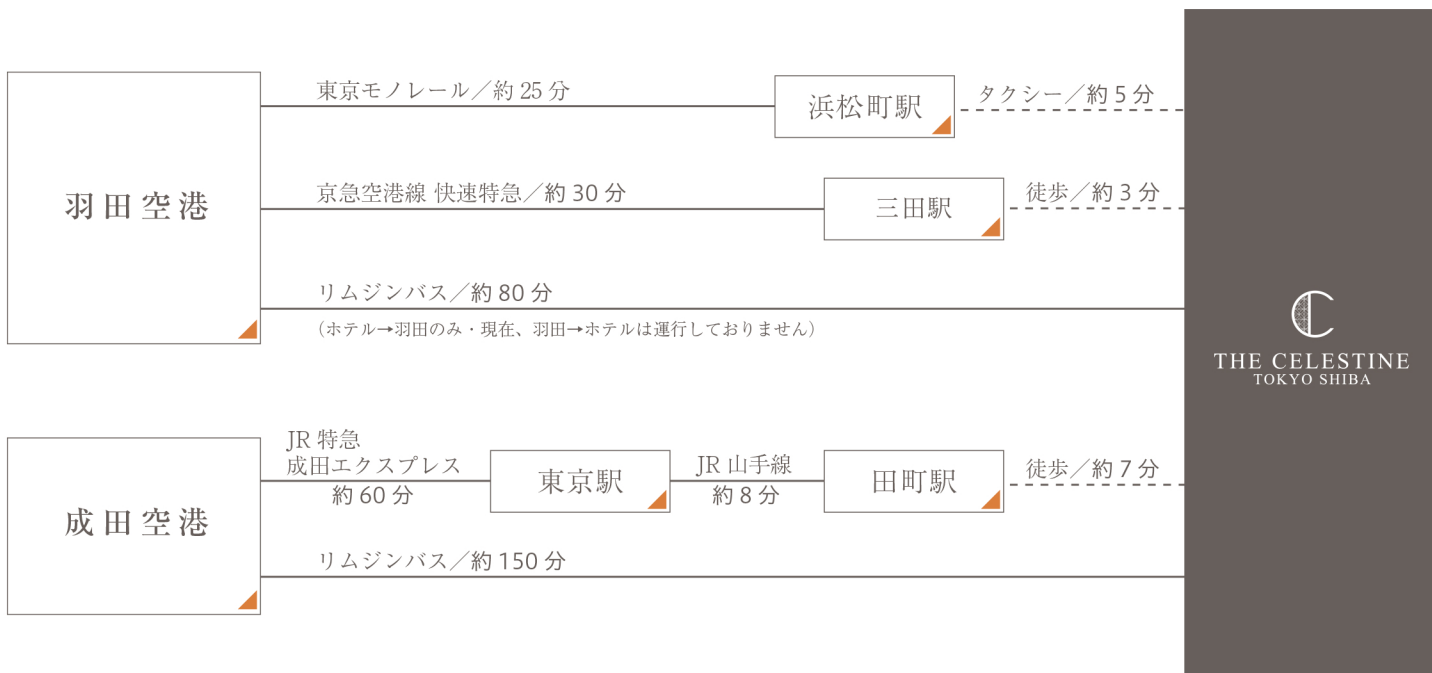 羽田空港
東京モノレール／約 25 分
浜松町駅
タクシー／約 5 分
京急空港線 快速特急／約 30 分
三田駅
徒歩／約 3 分
リムジンバス／約 80 分
（ホテル→羽田のみ・現在、羽田→ホテルは運行しておりません）
成田空港
JR 特急
成田エクスプレス
約 60 分
東京駅
JR 山手線
約 8 分
田町駅
徒歩／約 7 分
リムジンバス／約 150 分
THE CELESTINE
TOKYO SHIBA